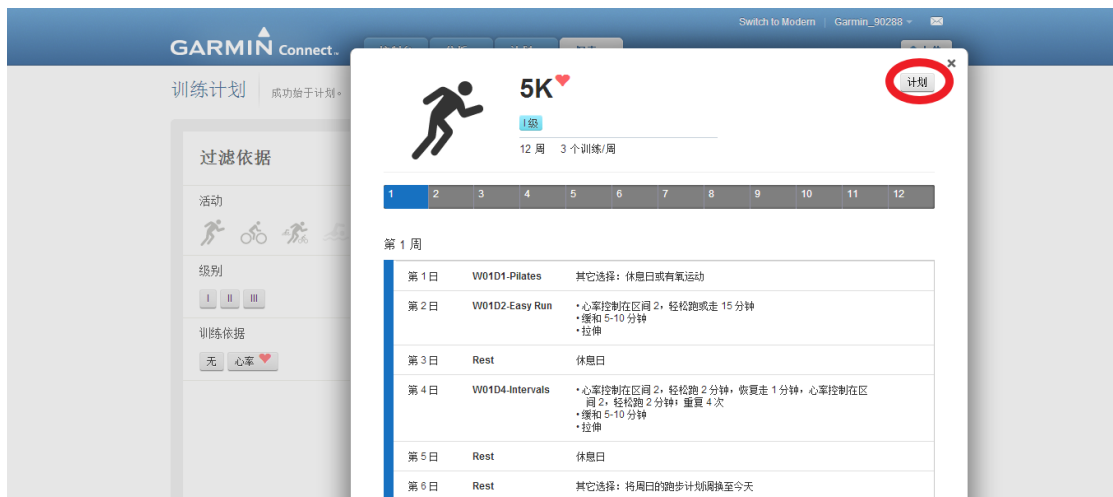 Switch to Modern | Garmin_90288
GARMIN Connect
训练计划 成功始于计划。
计划
5K
I级
12 周 3 个训练/周
过滤依据
活动
级别
I II III
训练依据
无 心率
1 2 3 4 5 6 7 8 9 10 11 12
第 1 周
第 1 日 W01D1-Pilates 其它选择：休息日或有氧运动
第 2 日 W01D2-Easy Run •心率控制在区间 2，轻松跑或走 15 分钟
•缓和 5-10 分钟
•拉伸
第 3 日 Rest 休息日
第 4 日 W01D4-Intervals •心率控制在区间 2，轻松跑 2 分钟，恢复走 1 分钟，心率控制在区
间 2，轻松跑 2 分钟；重复 4 次
•缓和 5-10 分钟
•拉伸
第 5 日 Rest 休息日
第 6 日 Rest 其它选择：将周日的跑步计划调换至今天